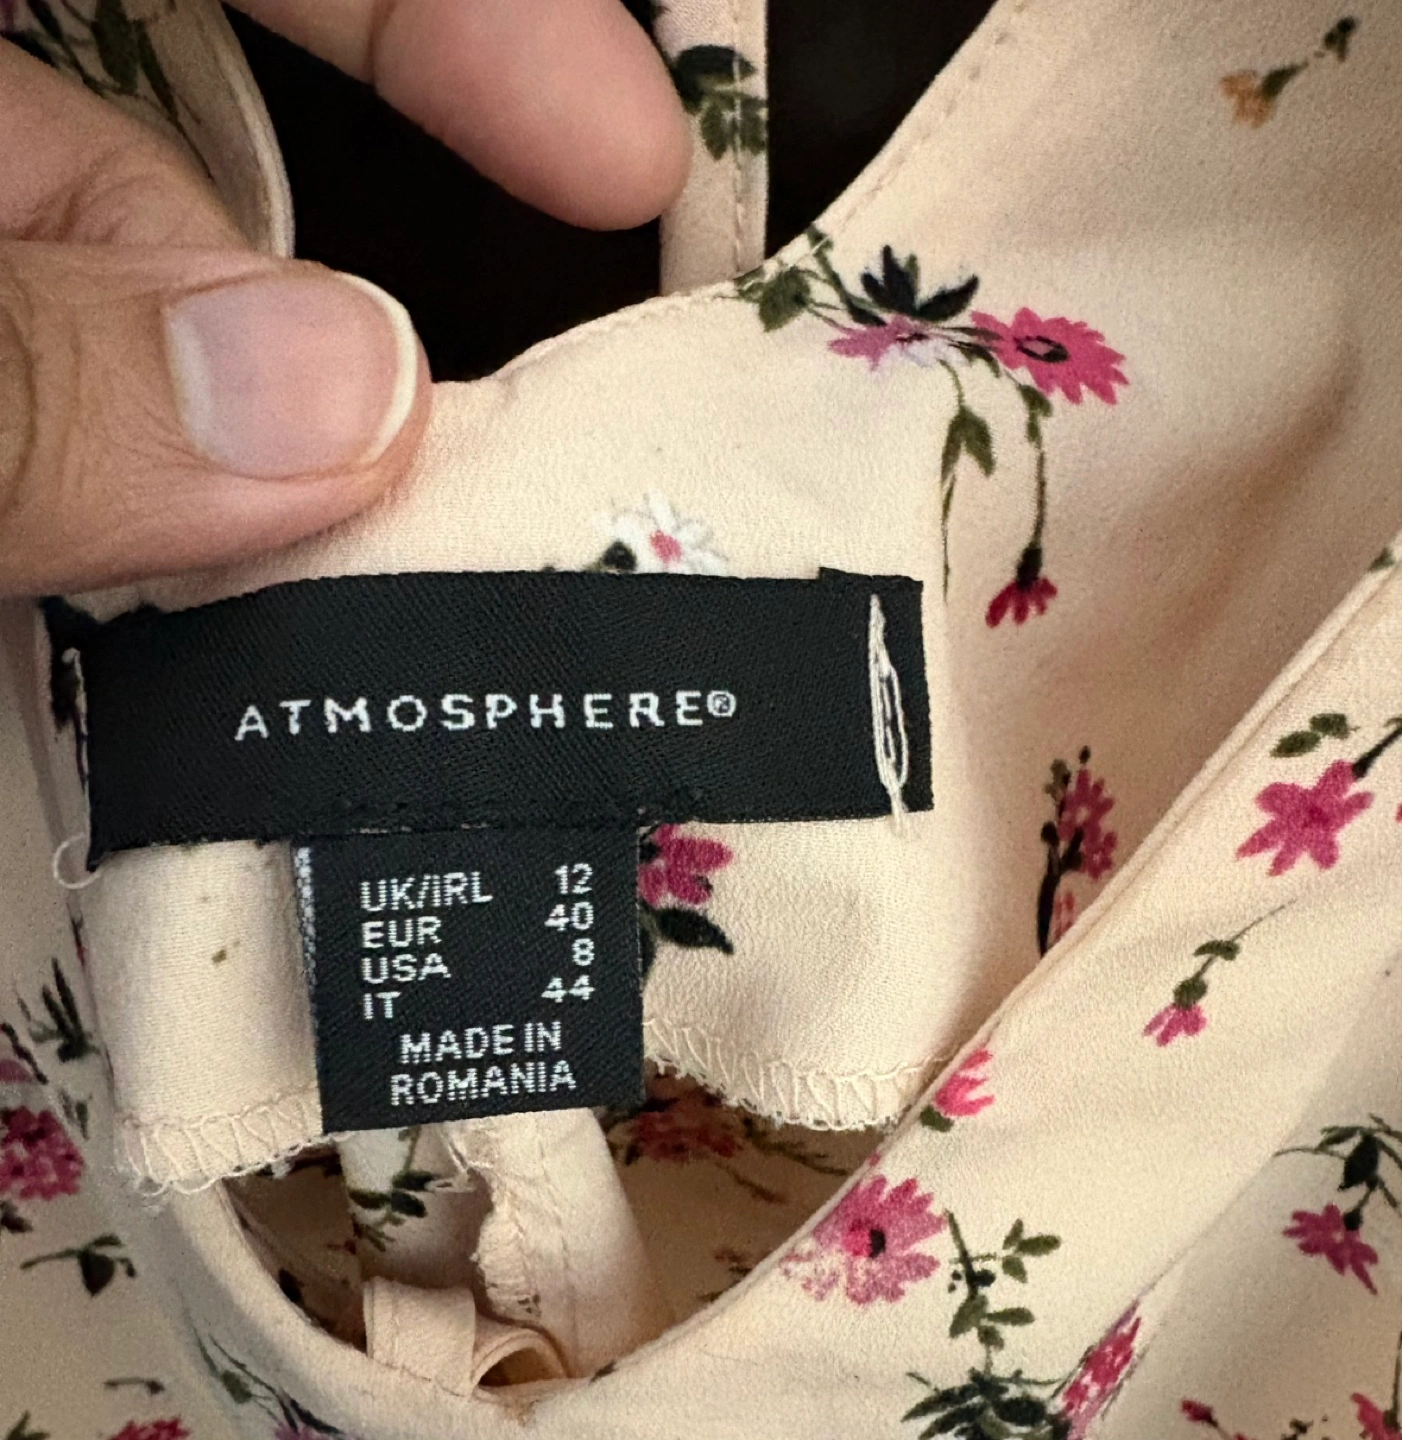 ATMOSPHERE®
UK/IRL 12
EUR 40
USA 8
IT 44
MADE IN
ROMANIA